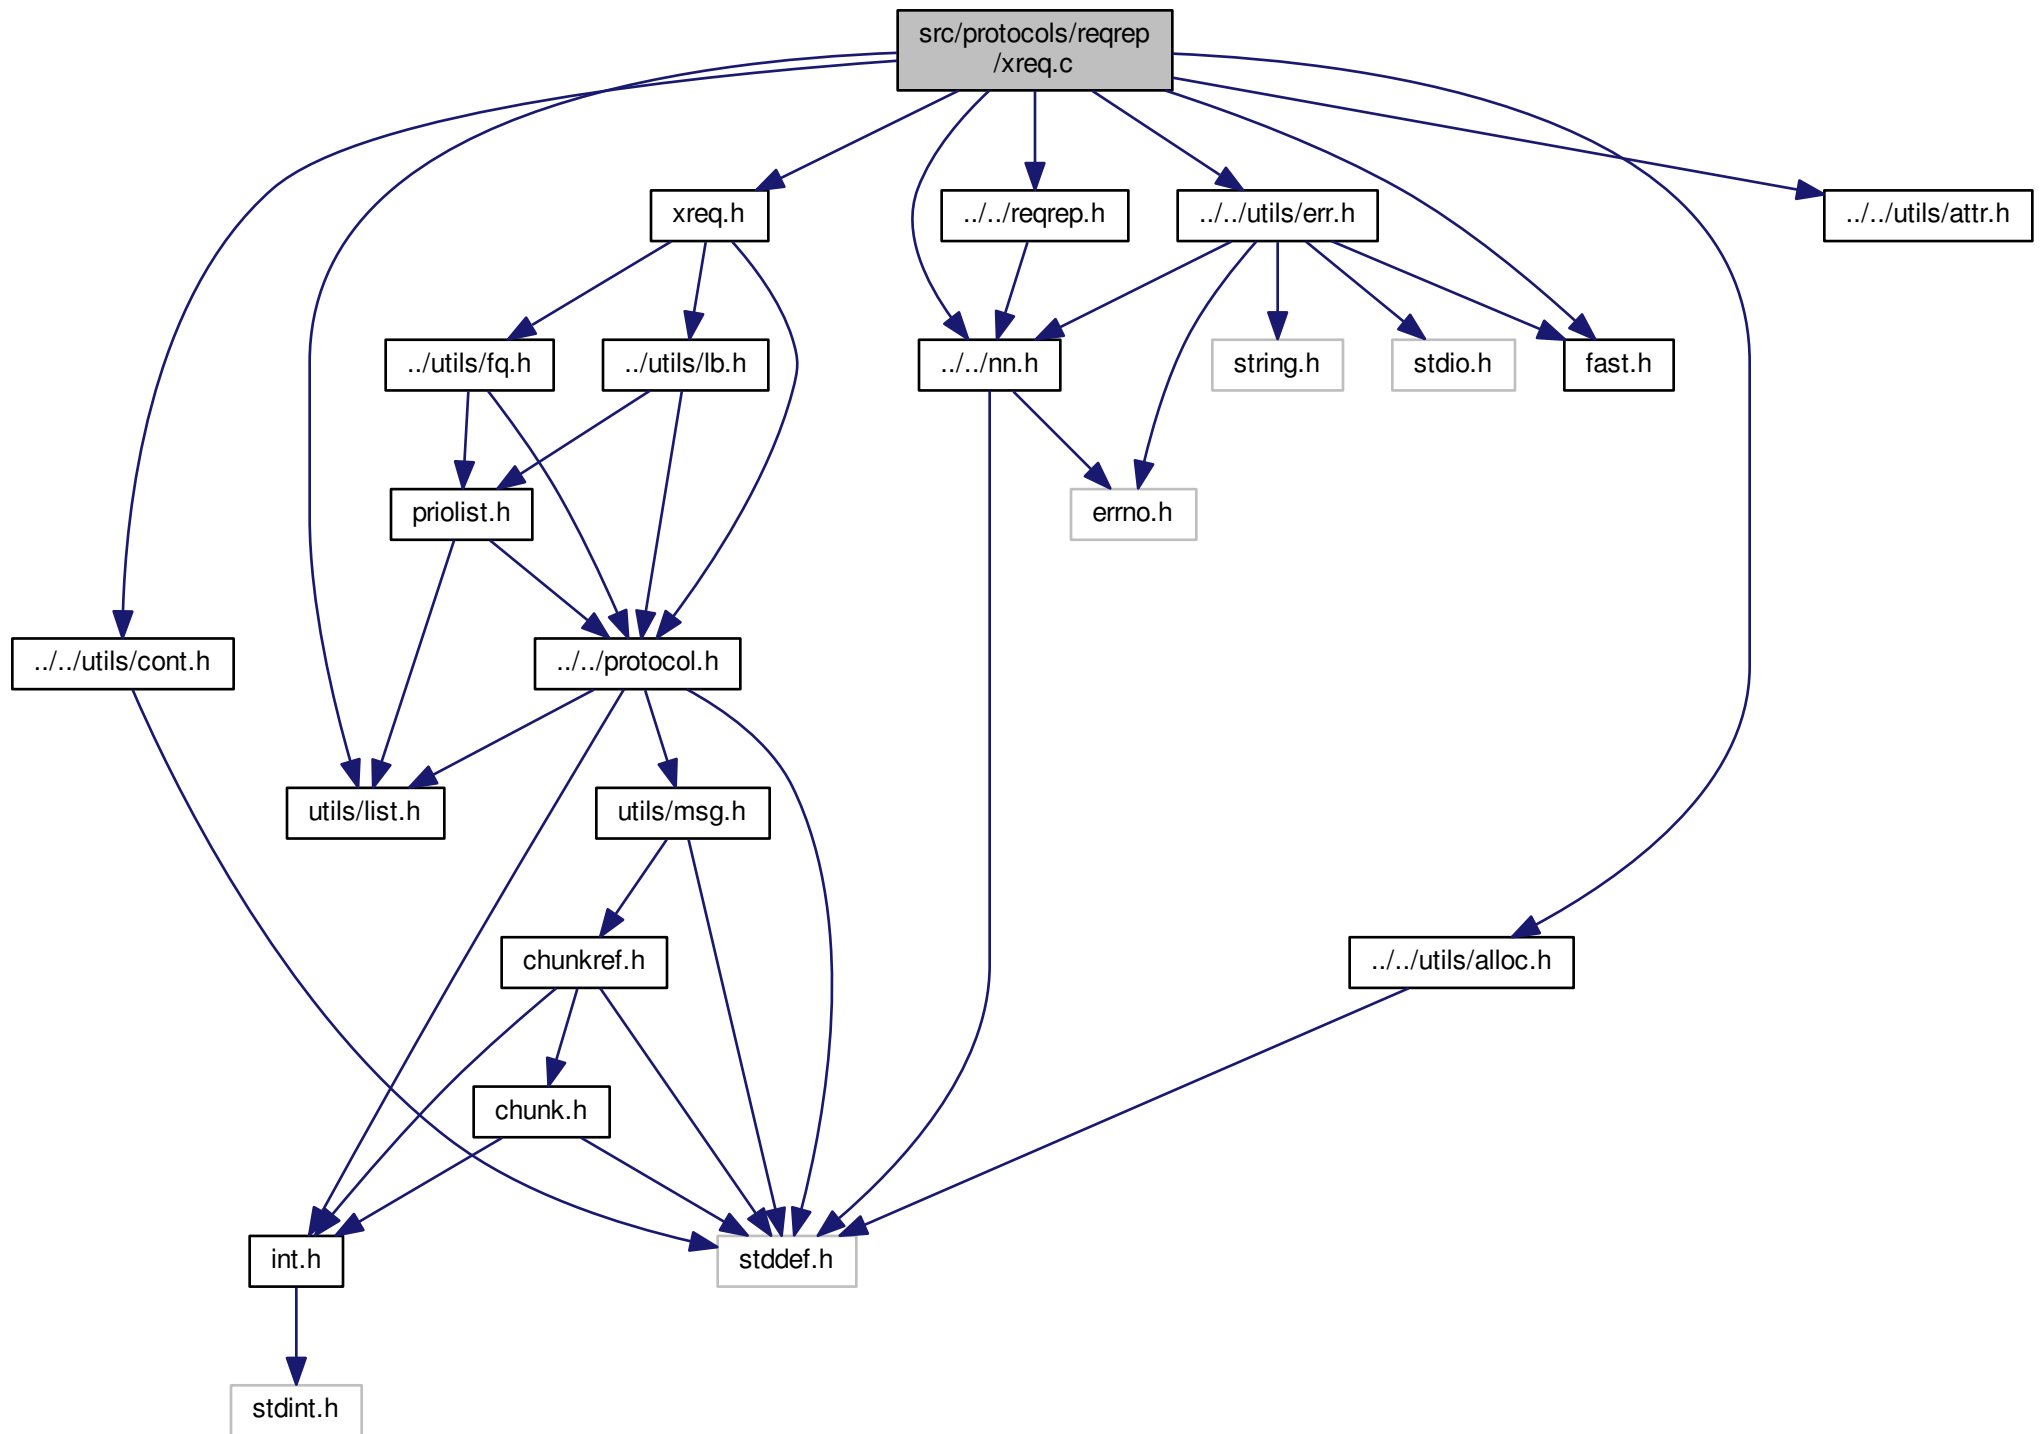 src/protocols/reqrep
/xreq.c
xreq.h
../../reqrep.h
../../utils/err.h
../../utils/attr.h
../utils/fq.h
../utils/lb.h
../../nn.h
string.h
stdio.h
fast.h
priolist.h
errno.h
../../utils/cont.h
../../protocol.h
utils/list.h
utils/msg.h
chunkref.h
../../utils/alloc.h
chunk.h
int.h
stddef.h
stdint.h